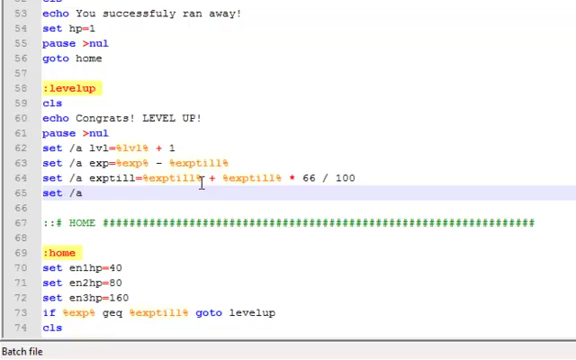 53 echo You successfuly ran away!
54 set hp=1
55 pause >nul
56 goto home
57
58 :levelup
59 cls
60 echo Congrats! LEVEL UP!
61 pause >nul
62 set /a lvl=%lvl% + 1
63 set /a exp=%exp% - %exptill%
64 set /a exptill=%exptill% + %exptill% * 66 / 100
65 set /a
66
67 ::# HOME ##########################################################
68
69 :home
70 set en1hp=40
71 set en2hp=80
72 set en3hp=160
73 if %exp% geq %exptill% goto levelup
74 cls
Batch file